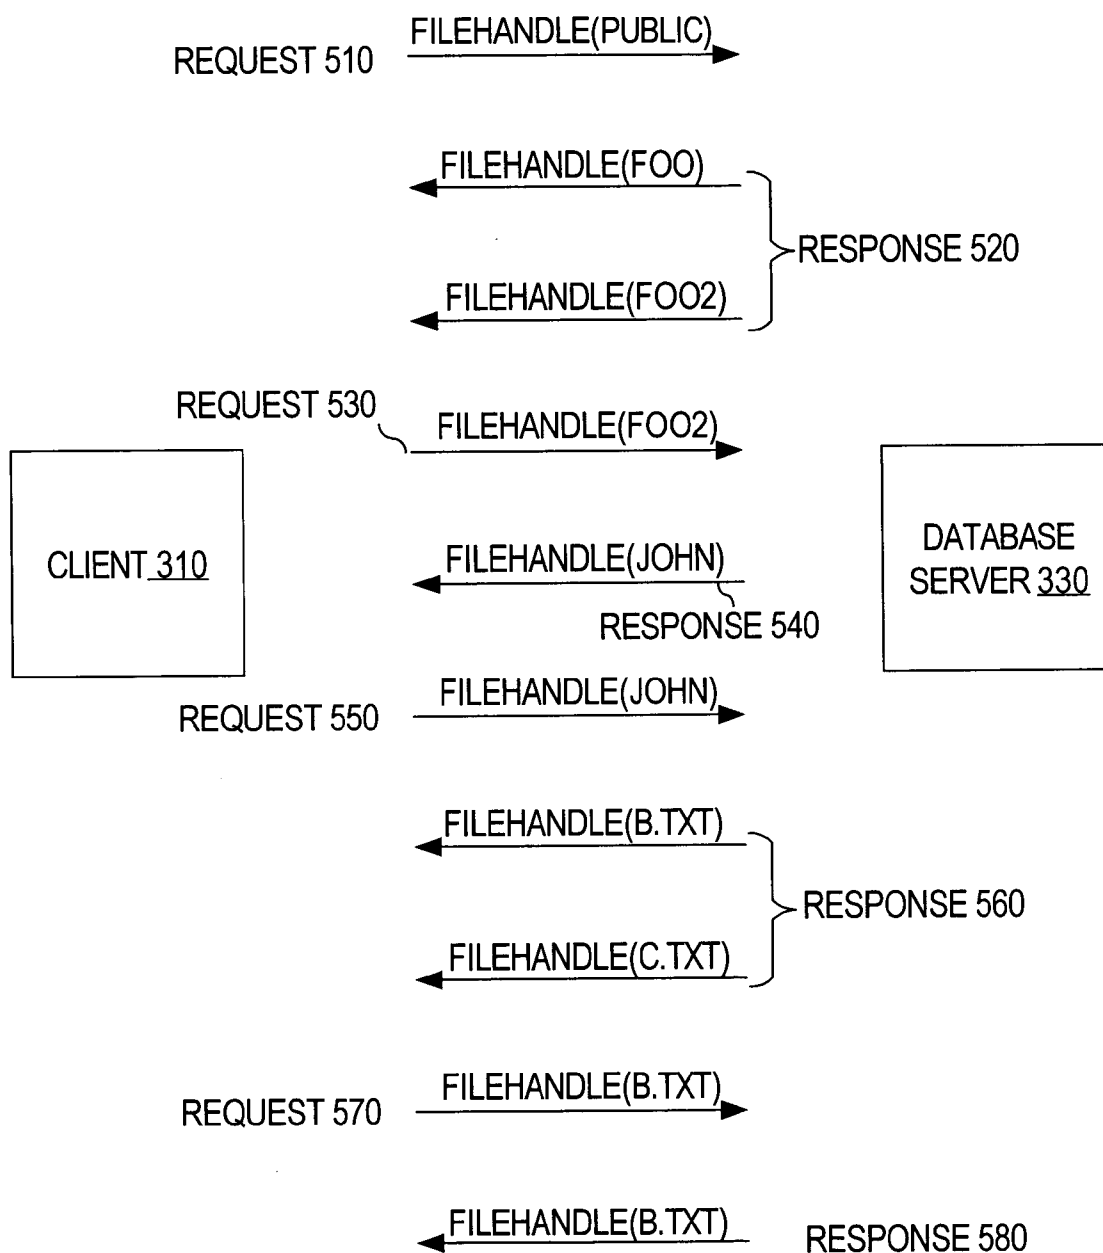 FILEHANDLE(PUBLIC)
REQUEST 510
FILEHANDLE(FOO)
RESPONSE 520
FILEHANDLE(FOO2)
REQUEST 530
FILEHANDLE(FOO2)
CLIENT 310
FILEHANDLE(JOHN)
DATABASE
SERVER 330
RESPONSE 540
FILEHANDLE(JOHN)
REQUEST 550
FILEHANDLE(B.TXT)
RESPONSE 560
FILEHANDLE(C.TXT)
FILEHANDLE(B.TXT)
REQUEST 570
FILEHANDLE(B.TXT)
RESPONSE 580